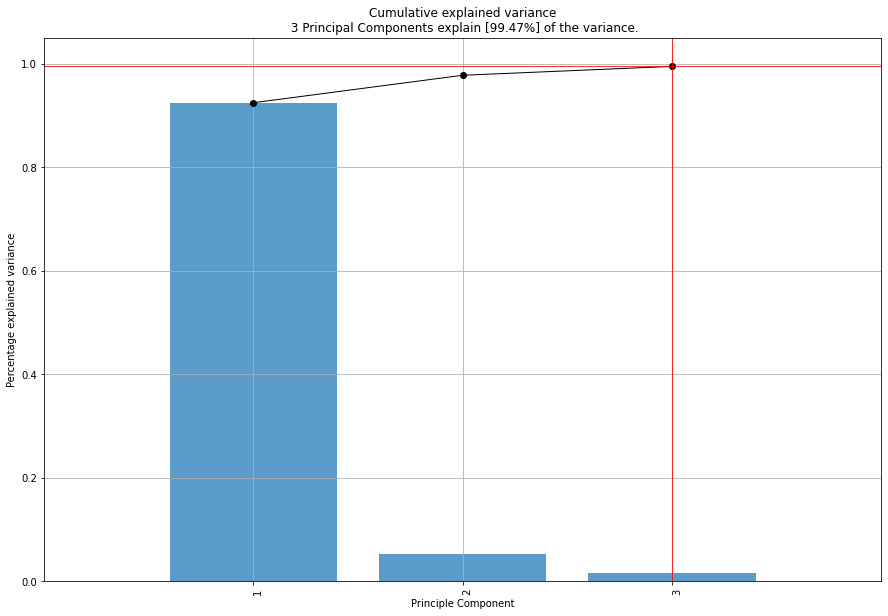 Cumulative explained variance
3 Principal Components explain [99.47%] of the variance.
Percentage explained variance
1.0
0.8
0.6
0.4
0.2
0.0
1
2
3
Principle Component